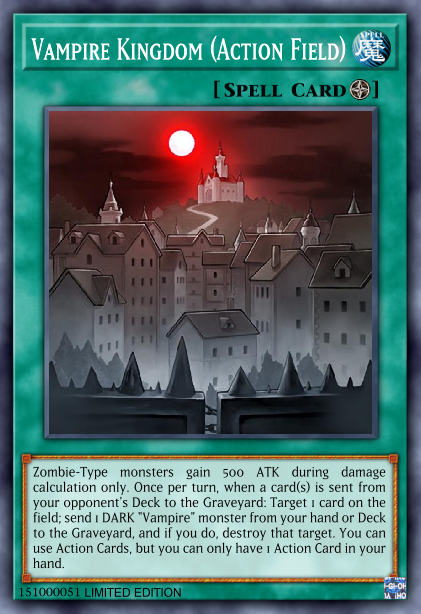 Vampire Kingdom (Action Field)
SPELL
魔
[Spell Card]
Zombie-Type monsters gain 500 ATK during damage
calculation only. Once per turn, when a card(s) is sent from
your opponent's Deck to the Graveyard: Target 1 card on the
field; send 1 DARK "Vampire" monster from your hand or Deck
to the Graveyard, and if you do, destroy that target. You can
use Action Cards, but you can only have 1 Action Card in your
hand.
151000051 LIMITED EDITION